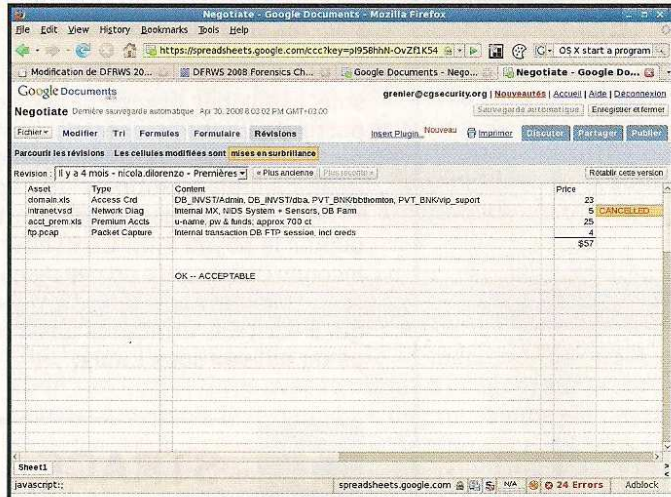 Negotiate - Google Documents - Mozilla Firefox
File Edit View History Bookmarks Tools Help
https://spreadsheets.google.com/ccc?key=pl958hhN-OvZf1K54 OS X start a program
Modification de DFRWS 20... DFRWS 2008 Forensics Ch... Google Documents - Nego... Negotiate - Google Do...
Google Documents
grenier@cgsecurity.org | Nouveautés | Accueil | Aide | Déconnexion
Negotiate Dernière sauvegarde automatique : Apr 30, 2008 6:03:02 PM GMT+03:00 Sauvegarde automatique Enregistrer et fermer
Fichier Modifier Tri Formules Formulaire Révisions Insert Plugin... Nouveau Imprimer Discuter Partager Publier
Parcourir les révisions Les cellules modifiées sont mises en surbrillance
Révision : Il y a 4 mois - nicola.dilorenzo - Premières « Plus ancienne Plus récente » Rétablir cette version
Asset Type Content Price
domain.xls Access Crd DB_INVST/Admin, DB_INVST/dba, PVT_BNK/bbthornton, PVT_BNK/vip_suport 23
intranet.vsd Network Diag Internal MX, NIDS System + Sensors, DB Farm 5 CANCELLED
acct_prem.xls Premium Accts u-name, pw & funds; approx 700 ct 25
ftp.pcap Packet Capture Internal transaction DB FTP session, incl creds 4
$57
OK -- ACCEPTABLE
Sheet1
javascript:; spreadsheets.google.com N/A 24 Errors Adblock